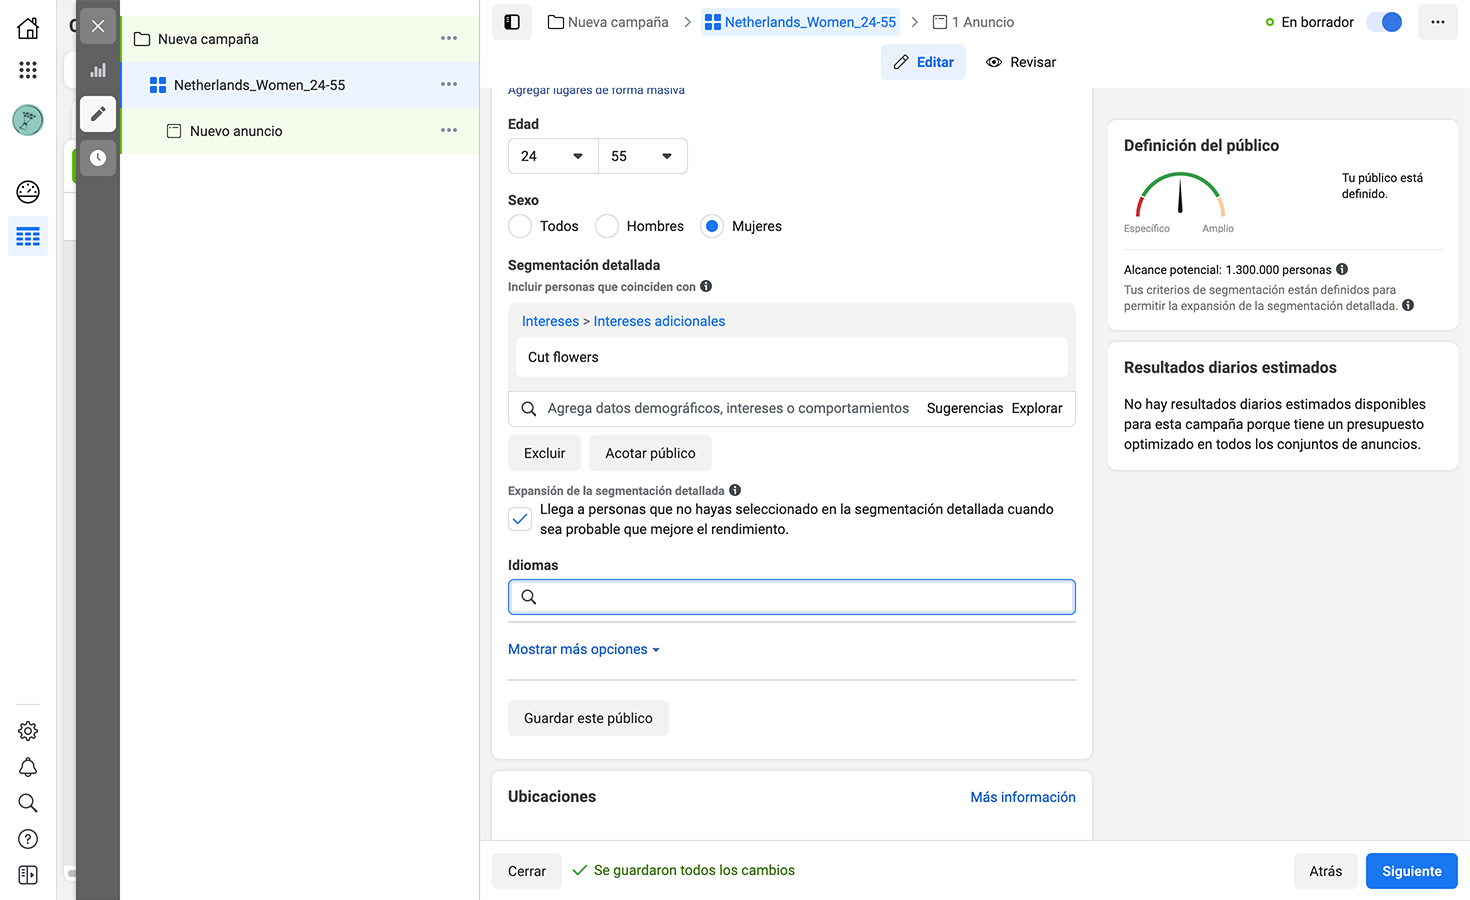 Nueva campaña
Netherlands_Women_24-55
Nuevo anuncio
Nueva campaña > Netherlands_Women_24-55 > 1 Anuncio
En borrador
Editar
Revisar
Agregar lugares de forma masiva
Edad
24 55
Sexo
Todos Hombres Mujeres
Segmentación detallada
Incluir personas que coinciden con
Intereses > Intereses adicionales
Cut flowers
Agrega datos demográficos, intereses o comportamientos Sugerencias Explorar
Excluir Acotar público
Expansión de la segmentación detallada
Llega a personas que no hayas seleccionado en la segmentación detallada cuando
sea probable que mejore el rendimiento.
Idiomas
Mostrar más opciones
Guardar este público
Ubicaciones Más información
Definición del público
Tu público está
definido.
Específico Amplio
Alcance potencial: 1.300.000 personas
Tus criterios de segmentación están definidos para
permitir la expansión de la segmentación detallada.
Resultados diarios estimados
No hay resultados diarios estimados disponibles
para esta campaña porque tiene un presupuesto
optimizado en todos los conjuntos de anuncios.
Cerrar Se guardaron todos los cambios Atrás Siguiente